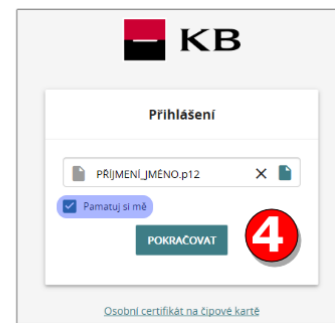 KB
Přihlášení
PŘÍJMENÍ_JMÉNO.p12
Pamatuj si mě
POKRAČOVAT
4
Osobní certifikát na čipové kartě